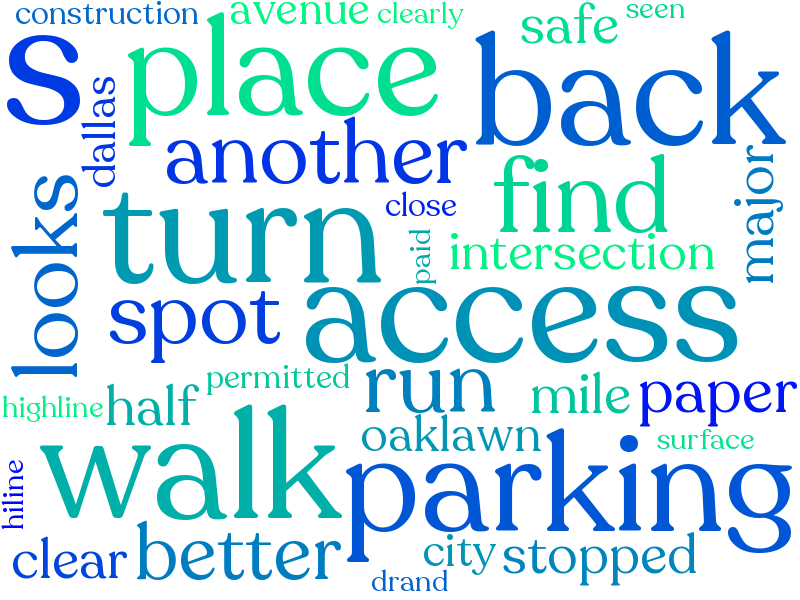 construction
avenue
clearly
safe
seen
s
place
back
dallas
another
find
major
looks
turn
close
paid
intersection
spot
access
permitted
run
mile
paper
highline
half
oaklawn
surface
walk
parking
hiline
clear
better
city
stopped
drand